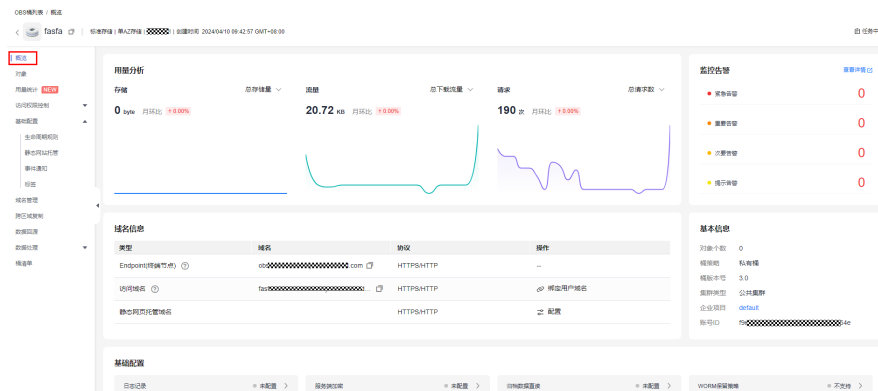 OBS桶列表 / 概览
fasfa 标准存储 | 单AZ存储 | 创建时间 2024/04/10 09:42:57 GMT+08:00 任务中
概览
对象
用量统计 NEW
访问权限控制
基础配置
生命周期规则
静态网站托管
事件通知
标签
域名管理
跨区域复制
数据回源
数据处理
桶清单
用量分析
存储 总存储量
0 byte 月环比 +0.00%
流量 总下载流量
20.72 KB 月环比 +0.00%
请求 总请求数
190 次 月环比 +0.00%
监控告警 查看详情
紧急告警 0
重要告警 0
次要告警 0
提示告警 0
域名信息
类型 域名 协议 操作
Endpoint(终端节点) obs .com HTTPS/HTTP --
访问域名 fasf ... HTTPS/HTTP 绑定用户域名
静态网页托管域名 HTTPS/HTTP 配置
基本信息
对象个数 0
桶策略 私有桶
桶版本号 3.0
集群类型 公共集群
企业项目 default
账号ID f9e 64e
基础配置
日志记录 未配置
服务端加密 未配置
归档数据直读 未配置
WORM保留策略 不支持